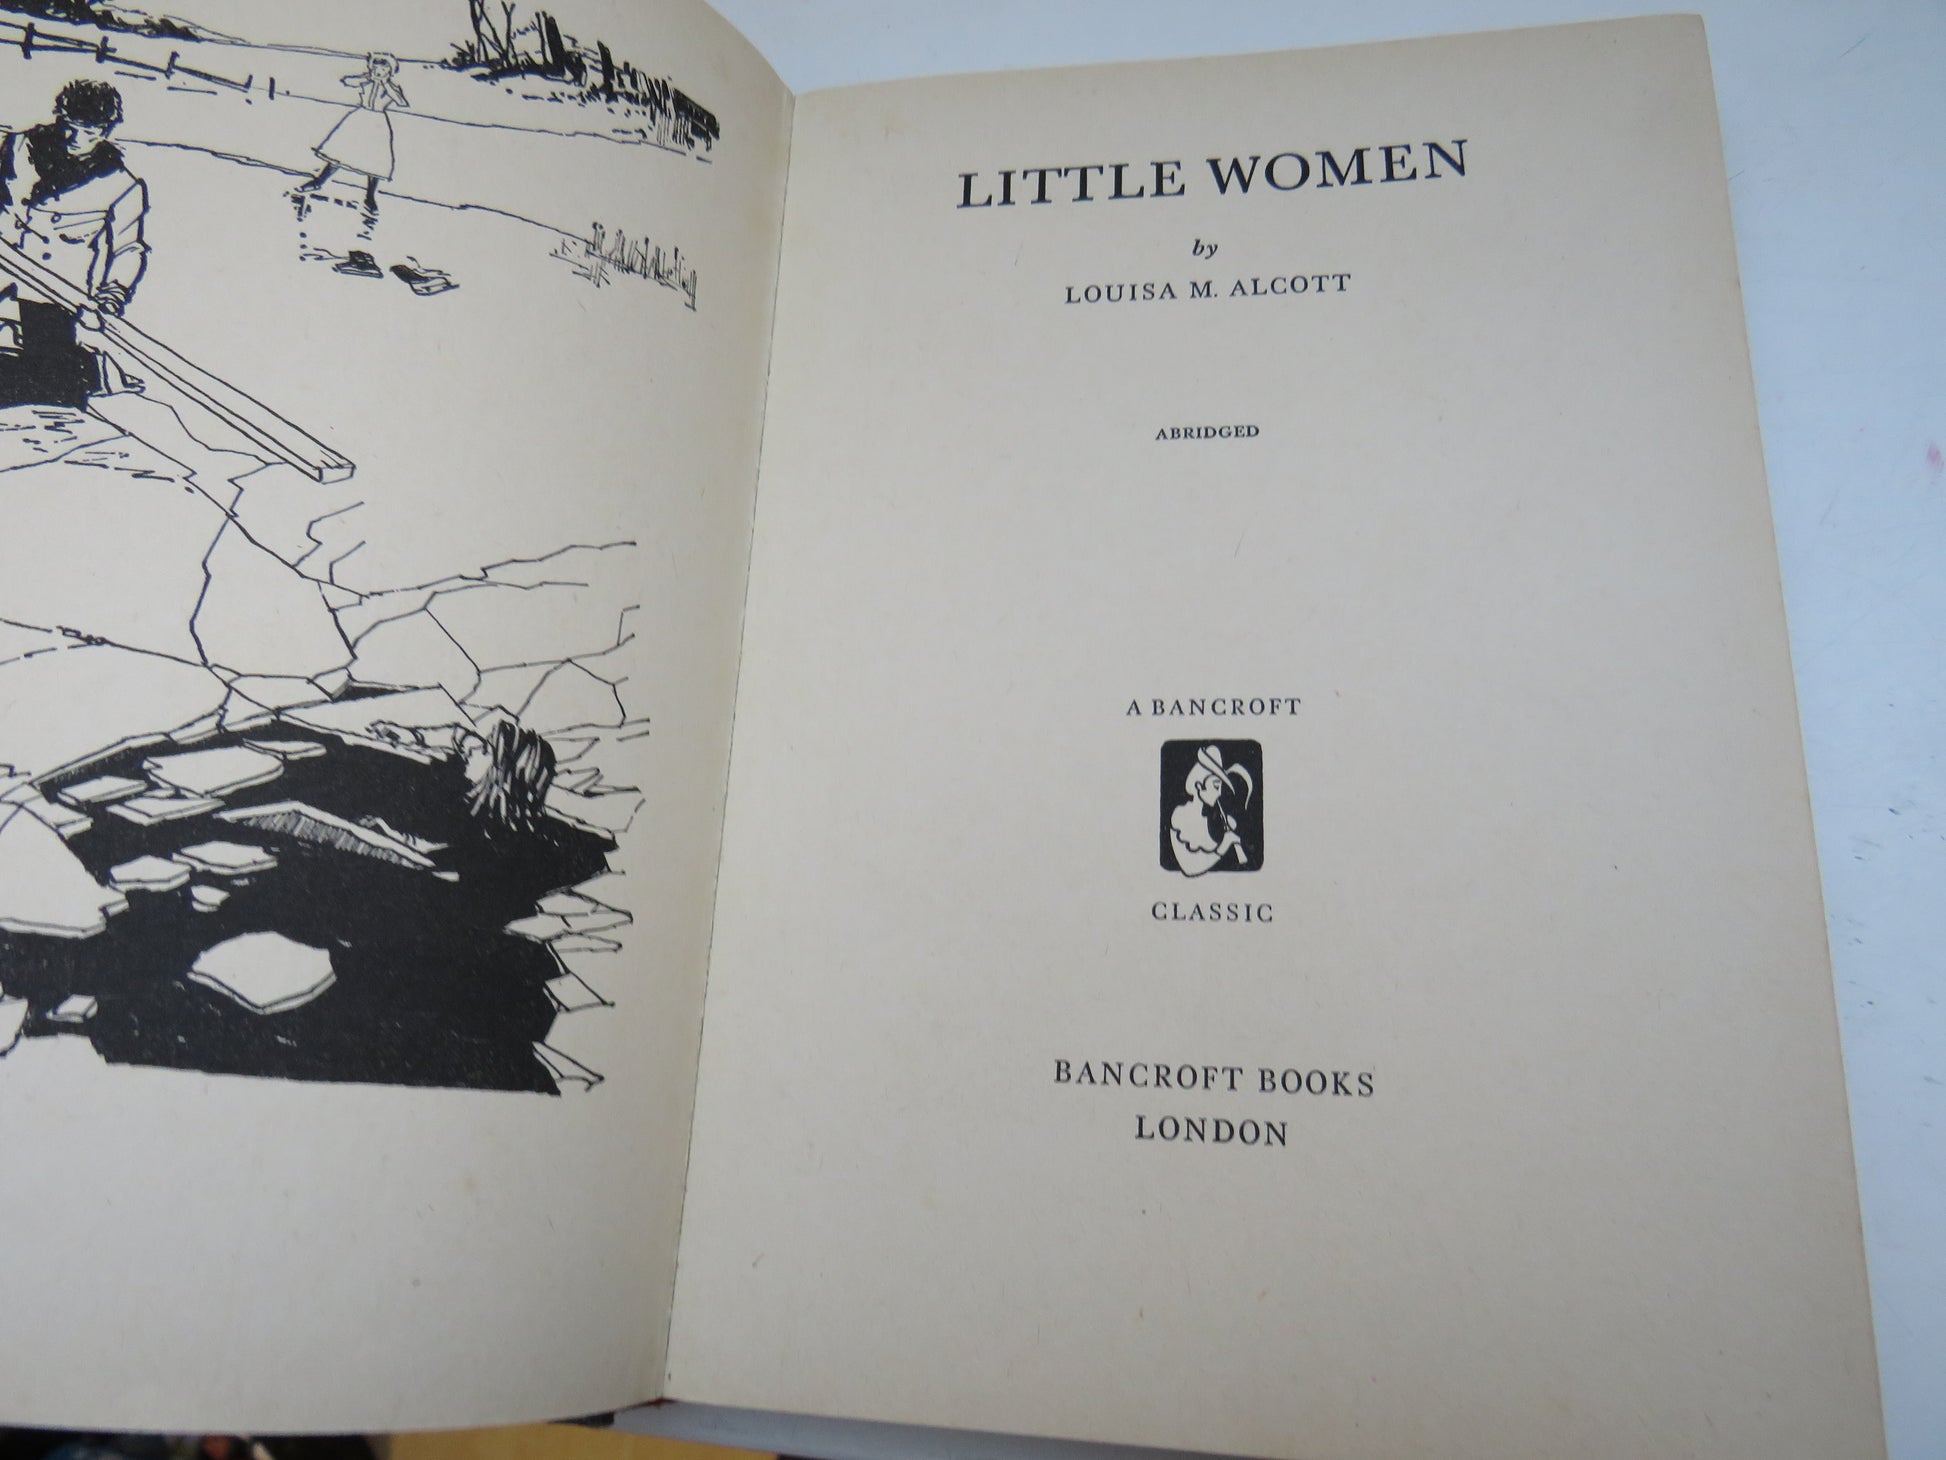 LITTLE WOMEN
by
LOUISA M. ALCOTT
ABRIDGED
A BANCROFT
CLASSIC
BANCROFT BOOKS
LONDON